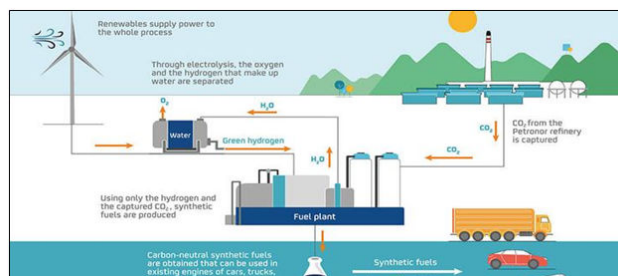 Renewables supply power to
the whole process
Through electrolysis, the oxygen
and the hydrogen that make up
water are separated
O₂
H₂O
Water
Green hydrogen
H₂O
CO₂
CO₂
CO₂ from the
Petronor refinery
is captured
Using only the hydrogen and
the captured CO₂, synthetic
fuels are produced
Fuel plant
Carbon-neutral synthetic fuels
are obtained that can be used in
existing engines of cars, trucks,
Synthetic fuels